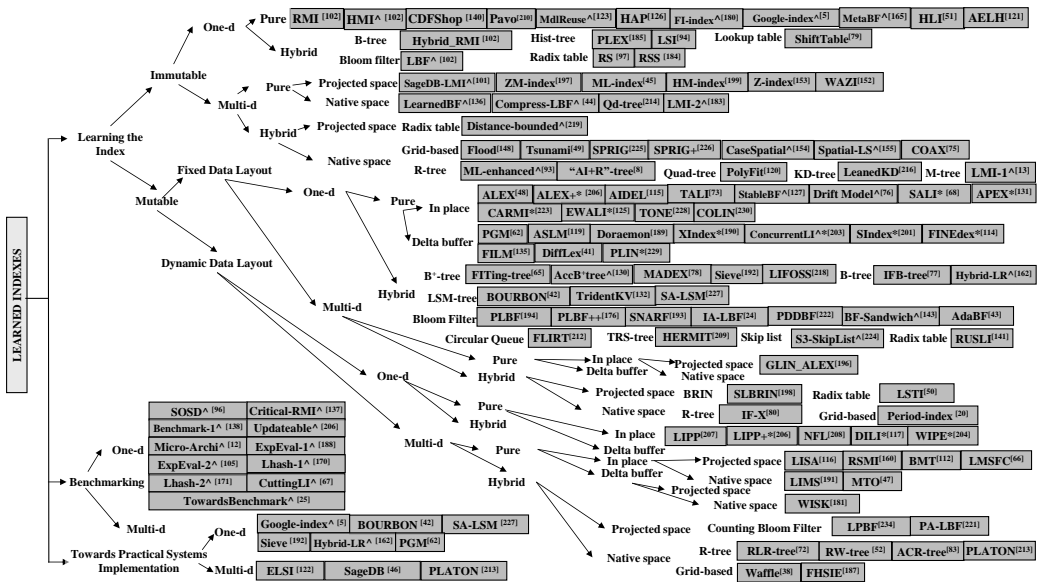 One-d Pure RMI [102] HMI^ [102] CDFShop [140] Pavo[210] MdlReuse^[123] HAP[126] FI-index^[180] Google-index^[5] MetaBF^[165] HLI[51] AELH[121]
Hybrid B-tree Hybrid_RMI [102] Hist-tree PLEX[185] LSI[94] Lookup table ShiftTable[79]
Bloom filter LBF^ [102] Radix table RS [97] RSS [184]
Immutable
Multi-d Pure Projected space SageDB-LMI^[101] ZM-index[197] ML-index[45] HM-index[199] Z-index[153] WAZI[152]
Native space LearnedBF^[136] Compress-LBF^[44] Qd-tree[214] LMI-2^[183]
Hybrid Projected space Radix table Distance-bounded^[219]
Learning the Index
Native space Grid-based Flood[148] Tsunami[49] SPRIG[225] SPRIG+[226] CaseSpatial^[154] Spatial-LS^[155] COAX[75]
R-tree ML-enhanced^[93] “AI+R”-tree[8] Quad-tree PolyFit[120] KD-tree LeanedKD[216] M-tree LMI-1^[13]
Mutable Fixed Data Layout
One-d Pure In place ALEX[48] ALEX+*[206] AIDEL[115] TALI[73] StableBF^[127] Drift Model^[76] SALI*[68] APEX*[131]
CARMI*[223] EWALI*[125] TONE[228] COLIN[230]
Delta buffer PGM[62] ASLM[119] Doraemon[189] XIndex*[190] ConcurrentLI^*[203] SIndex*[201] FINEdex*[114]
FILM[135] DiffLex[41] PLIN*[229]
Dynamic Data Layout
Hybrid B+-tree FITing-tree[65] AccB+tree^[130] MADEX[78] Sieve[192] LIFOSS[218] B-tree IFB-tree[77] Hybrid-LR^[162]
LSM-tree BOURBON[42] TridentKV[132] SA-LSM[227]
Bloom Filter PLBF[194] PLBF++[176] SNARF[193] IA-LBF[24] PDDBF[222] BF-Sandwich^[143] AdaBF[43]
Circular Queue FLIRT[212] TRS-tree HERMIT[209] Skip list S3-SkipList^[224] Radix table RUSLI[141]
LEARNED INDEXES
Multi-d Pure In place Projected space GLIN_ALEX[196]
Delta buffer Native space
Hybrid Projected space BRIN SLBRIN[198] Radix table LSTI[50]
Native space R-tree IF-X[80] Grid-based Period-index [20]
One-d Pure In place LIPP[207] LIPP+*[206] NFL[208] DILI*[117] WIPE*[204]
Hybrid Delta buffer
Multi-d Pure In place Projected space LISA[116] RSMI[160] BMT[112] LMSFC[66]
Native space LIMS[191] MTO[47]
Delta buffer Projected space
Native space WISK[181]
Hybrid Projected space Counting Bloom Filter LPBF[234] PA-LBF[221]
Native space R-tree RLR-tree[72] RW-tree [52] ACR-tree[83] PLATON[213]
Grid-based Waffle[38] FHSIE[187]
Benchmarking
One-d SOSD^ [96] Critical-RMI^ [137]
Benchmark-1^ [138] Updateable^ [206]
Micro-Archi^ [12] ExpEval-1^ [188]
ExpEval-2^ [105] Lhash-1^ [170]
Lhash-2^ [171] CuttingLI^ [67]
TowardsBenchmark^ [25]
Multi-d
Towards Practical Systems Implementation
One-d Google-index^ [5] BOURBON [42] SA-LSM[227]
Sieve [192] Hybrid-LR^ [162] PGM[62]
Multi-d ELSI [122] SageDB [46] PLATON [213]